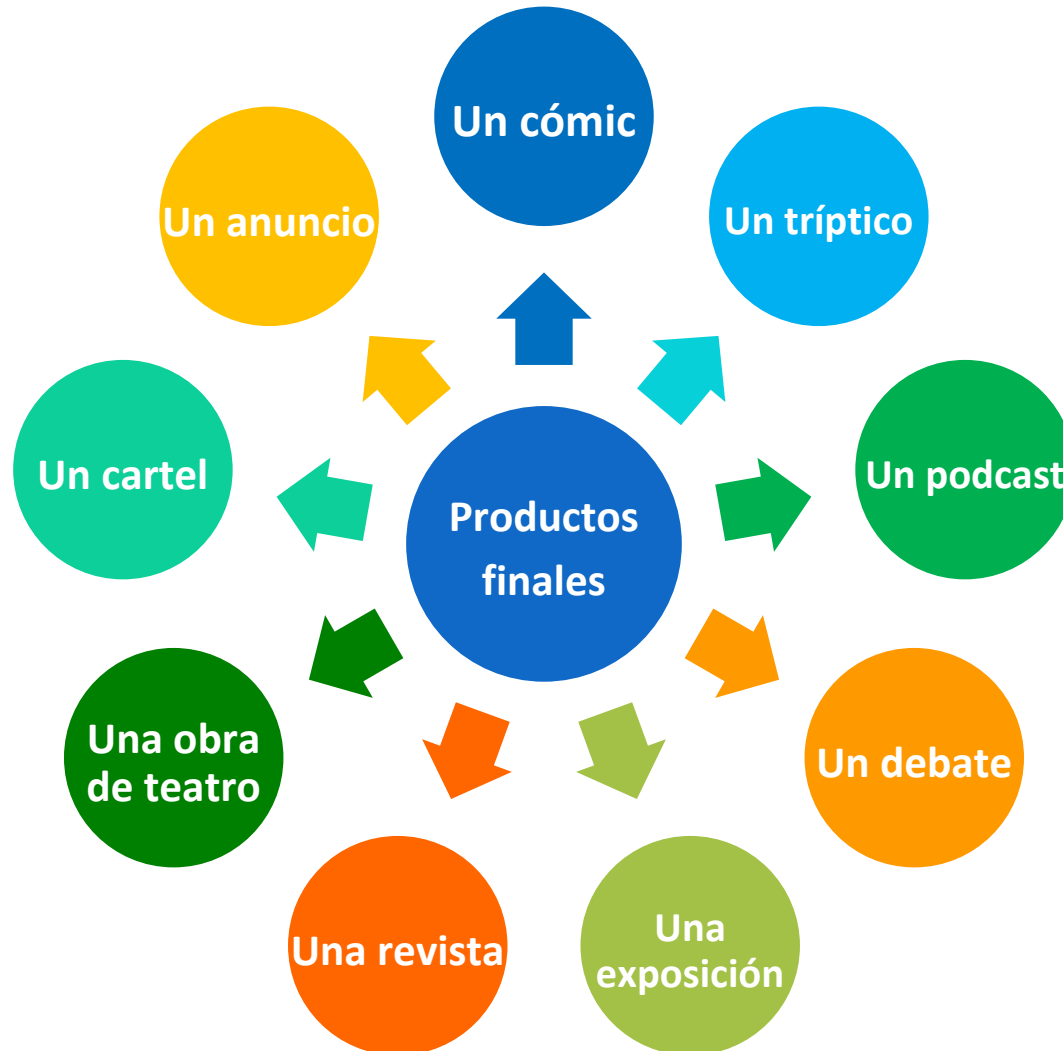 Un cómic
Un tríptico
Un podcast
Un debate
Una
exposición
Una revista
Una obra
de teatro
Un cartel
Un anuncio
Productos
finales